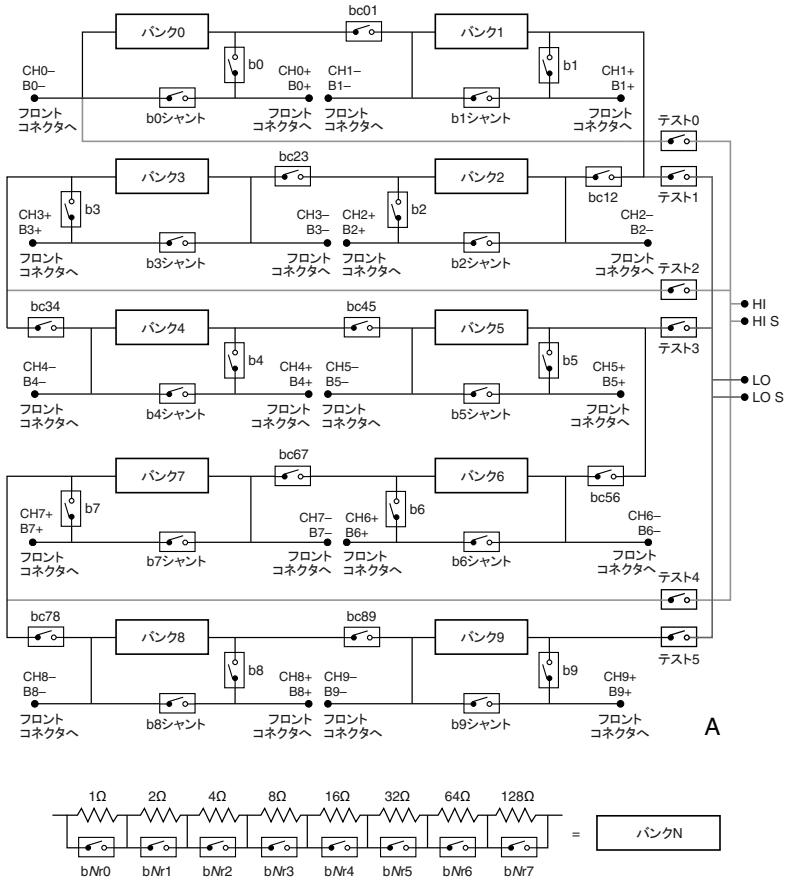 bc01
バンク0
バンク1
b0
b1
CH0–
B0–
CH0+
B0+
CH1–
B1–
CH1+
B1+
フロント
コネクタへ
b0シャント
フロント
コネクタへ
フロント
コネクタへ
b1シャント
フロント
コネクタへ
テスト0
bc23
バンク3
バンク2
bc12
テスト1
b3
b2
CH3+
B3+
CH3–
B3–
CH2+
B2+
CH2–
B2–
フロント
コネクタへ
b3シャント
フロント
コネクタへ
フロント
コネクタへ
b2シャント
フロント
コネクタへ
テスト2
HI
HI S
bc34
バンク4
bc45
バンク5
テスト3
b4
b5
CH4–
B4–
CH4+
B4+
CH5–
B5–
CH5+
B5+
LO
LO S
フロント
コネクタへ
b4シャント
フロント
コネクタへ
フロント
コネクタへ
b5シャント
フロント
コネクタへ
bc67
バンク7
バンク6
bc56
b7
b6
CH7+
B7+
CH7–
B7–
CH6+
B6+
CH6–
B6–
フロント
コネクタへ
b7シャント
フロント
コネクタへ
フロント
コネクタへ
b6シャント
フロント
コネクタへ
テスト4
bc78
バンク8
bc89
バンク9
テスト5
b8
b9
CH8–
B8–
CH8+
B8+
CH9–
B9–
CH9+
B9+
フロント
コネクタへ
b8シャント
フロント
コネクタへ
フロント
コネクタへ
b9シャント
フロント
コネクタへ
A
1Ω 2Ω 4Ω 8Ω 16Ω 32Ω 64Ω 128Ω
= バンクN
bNr0 bNr1 bNr2 bNr3 bNr4 bNr5 bNr6 bNr7